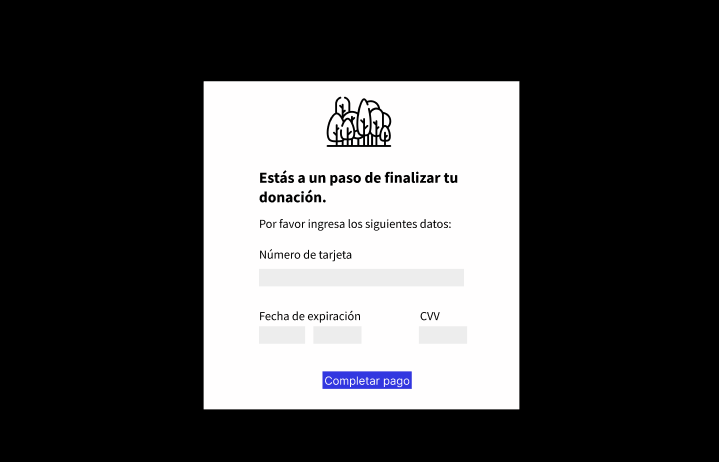 Estás a un paso de finalizar tu
donación.
Por favor ingresa los siguientes datos:
Número de tarjeta
Fecha de expiración CVV
Completar pago